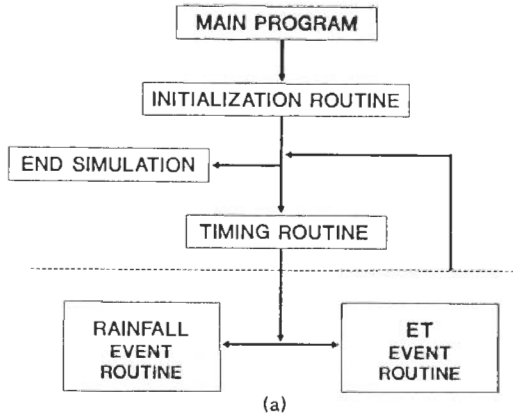 MAIN PROGRAM
INITIALIZATION ROUTINE
END SIMULATION
TIMING ROUTINE
RAINFALL
EVENT
ROUTINE
ET
EVENT
ROUTINE
(a)